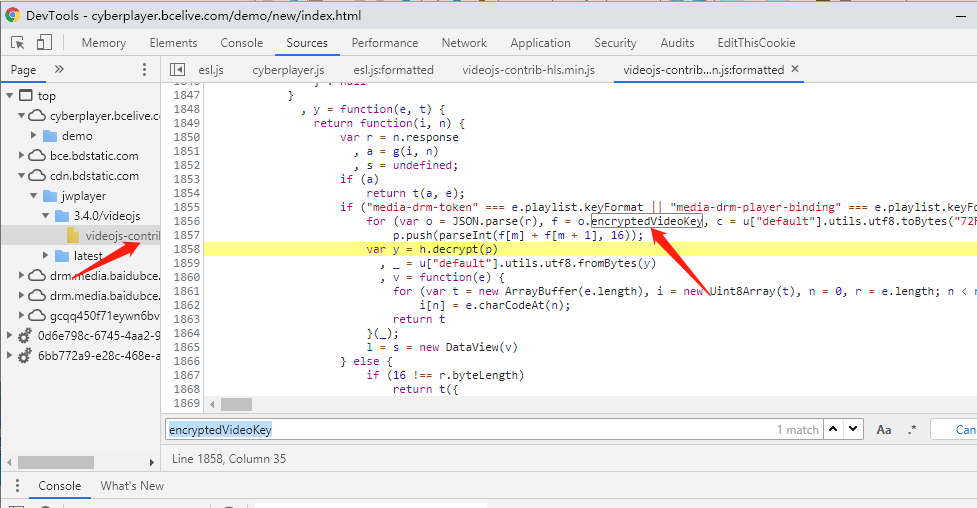 DevTools - cyberplayer.bcelive.com/demo/new/index.html
Memory Elements Console Sources Performance Network Application Security Audits EditThisCookie
Page » esl.js cyberplayer.js esl.js:formatted videojs-contrib-hls.min.js videojs-contrib…n.js:formatted ×
top
cyberplayer.bcelive.co
demo
bce.bdstatic.com
cdn.bdstatic.com
jwplayer
3.4.0/videojs
videojs-contrib
latest
drm.media.baidubce.
drm.media.baidubce.
gcqq450f71eywn6bv
0d6e798c-6745-4aa2-9
6bb772a9-e28c-468e-a
1847 }
1848 , y = function(e, t) {
1849 return function(i, n) {
1850 var r = n.response
1851 , a = g(i, n)
1852 , s = undefined;
1853 if (a)
1854 return t(a, e);
1855 if ("media-drm-token" === e.playlist.keyFormat || "media-drm-player-binding" === e.playlist.keyFo
1856 for (var o = JSON.parse(r), f = o.encryptedVideoKey, c = u["default"].utils.utf8.toBytes("72F
1857 p.push(parseInt(f[m] + f[m + 1], 16));
1858 var y = h.decrypt(p)
1859 , _ = u["default"].utils.utf8.fromBytes(y)
1860 , v = function(e) {
1861 for (var t = new ArrayBuffer(e.length), i = new Uint8Array(t), n = 0, r = e.length; n < r
1862 i[n] = e.charCodeAt(n);
1863 return t
1864 }(_);
1865 l = s = new DataView(v)
1866 } else {
1867 if (16 !== r.byteLength)
1868 return t({
1869
encryptedVideoKey 1 match Aa .* Can
Line 1858, Column 35
Console What's New